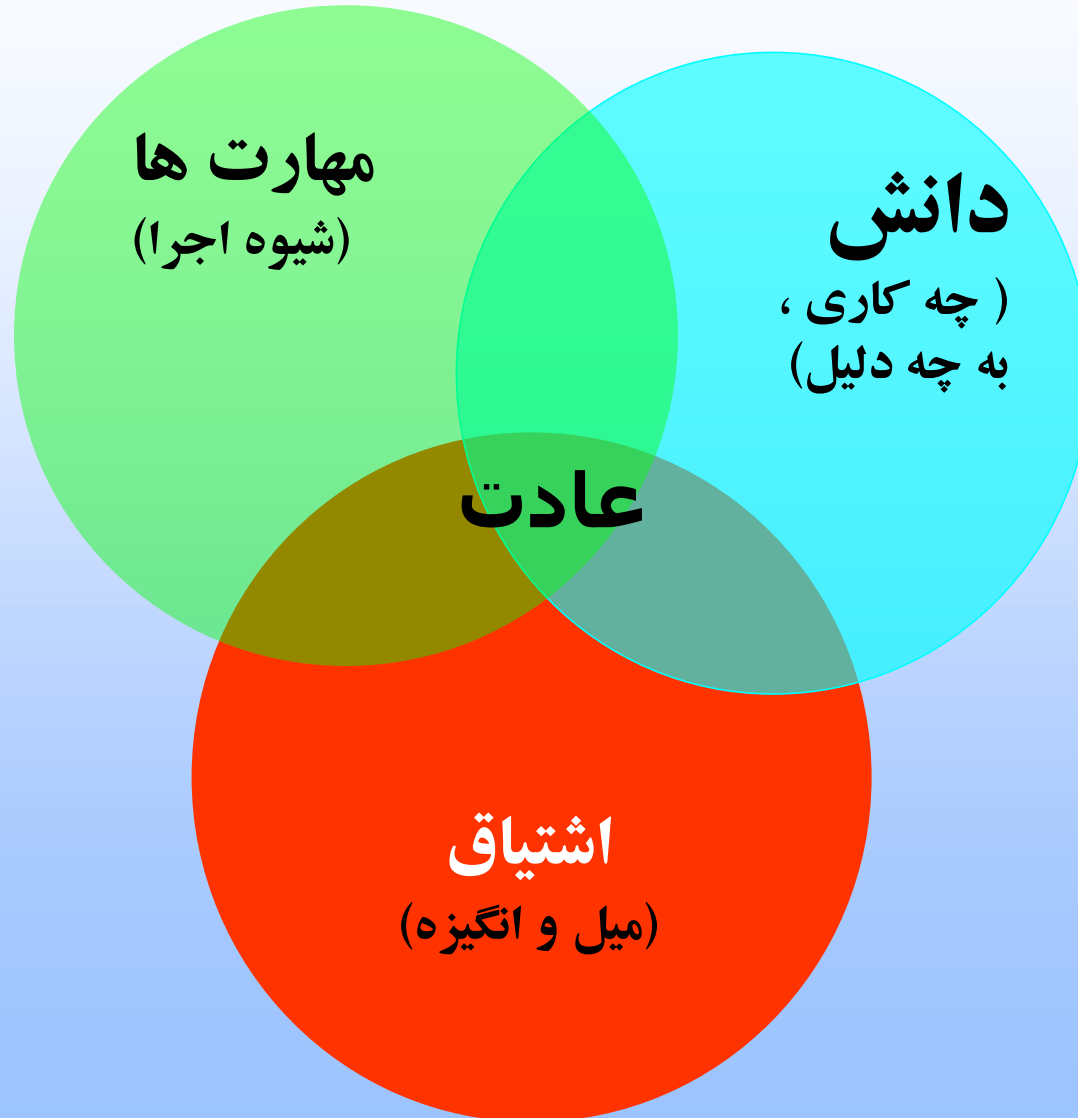 مهارت ها
(شیوه اجرا)
دانش
( چه کاری ،
به چه دلیل)
عادت
اشتیاق
(میل و انگیزه)